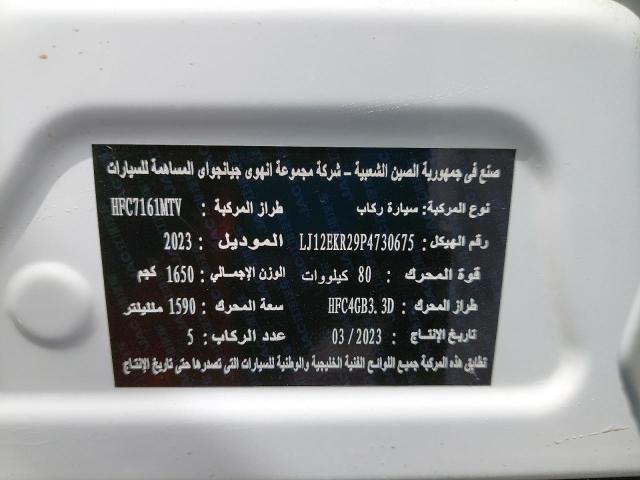 صنع في جمهورية الصين الشعبية – شركة مجموعة انهوى جيانجواى المساهمة للسيارات
نوع المركبة: سيارة ركاب طراز المركبة : HFC7161MTV
رقم الهيكل: LJ12EKR29P4730675 الموديل: 2023
قوة المحرك: 80 كيلووات الوزن الإجمالي: 1650 كجم
طراز المحرك: HFC4GB3.3D سعة المحرك: 1590 ملليلتر
تاريخ الإنتاج : 03/2023 عدد الركاب: 5
تطابق هذه المركبة جميع اللوائح الفنية الخليجية والوطنية للسيارات التي تصدرها حتى تاريخ الإنتاج